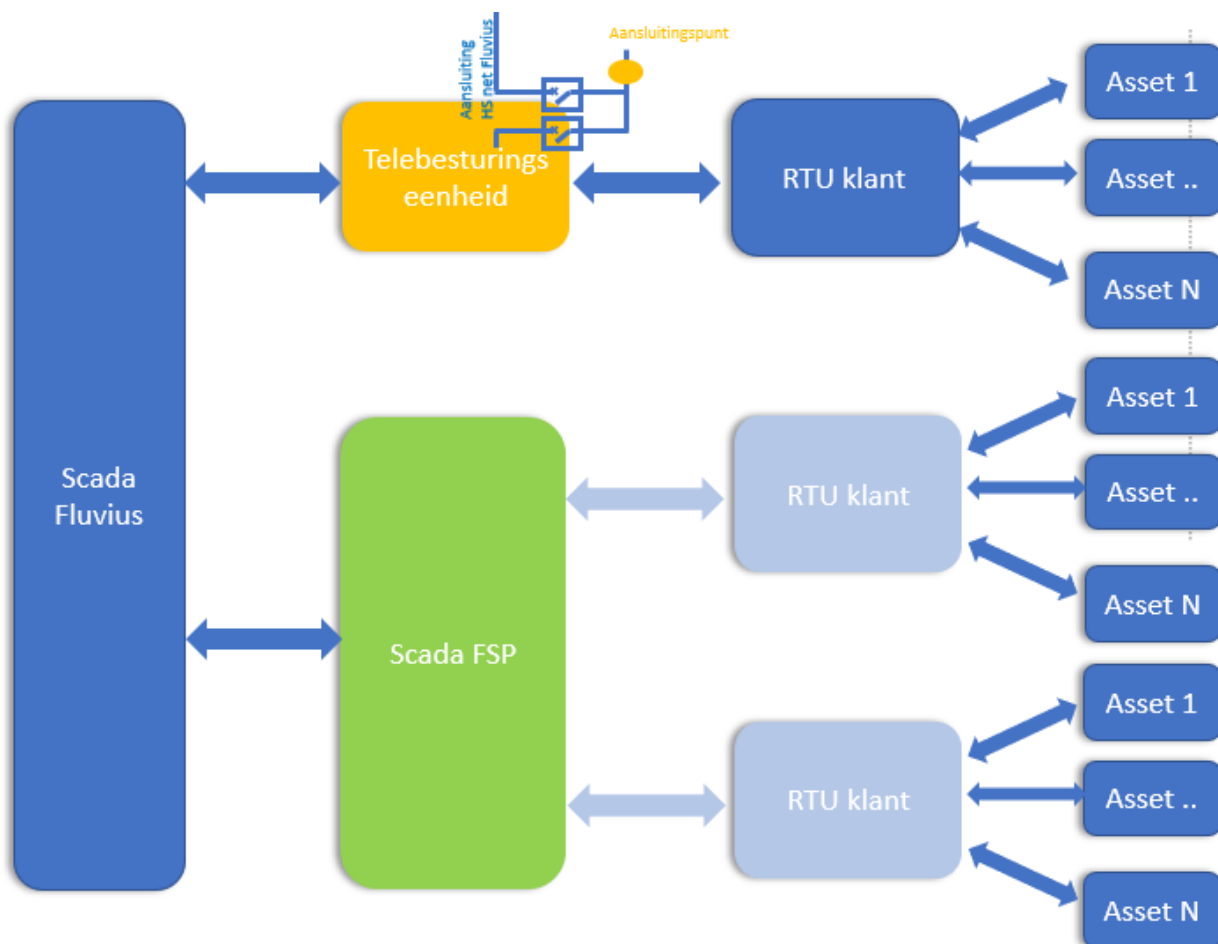 Aansluiting
HS net Fluvius
Aansluitingspunt
Scada
Fluvius
Telebesturings
eenheid
RTU klant
Asset 1
Asset ..
Asset N
Scada FSP
RTU klant
Asset 1
Asset ..
Asset N
RTU klant
Asset 1
Asset ..
Asset N